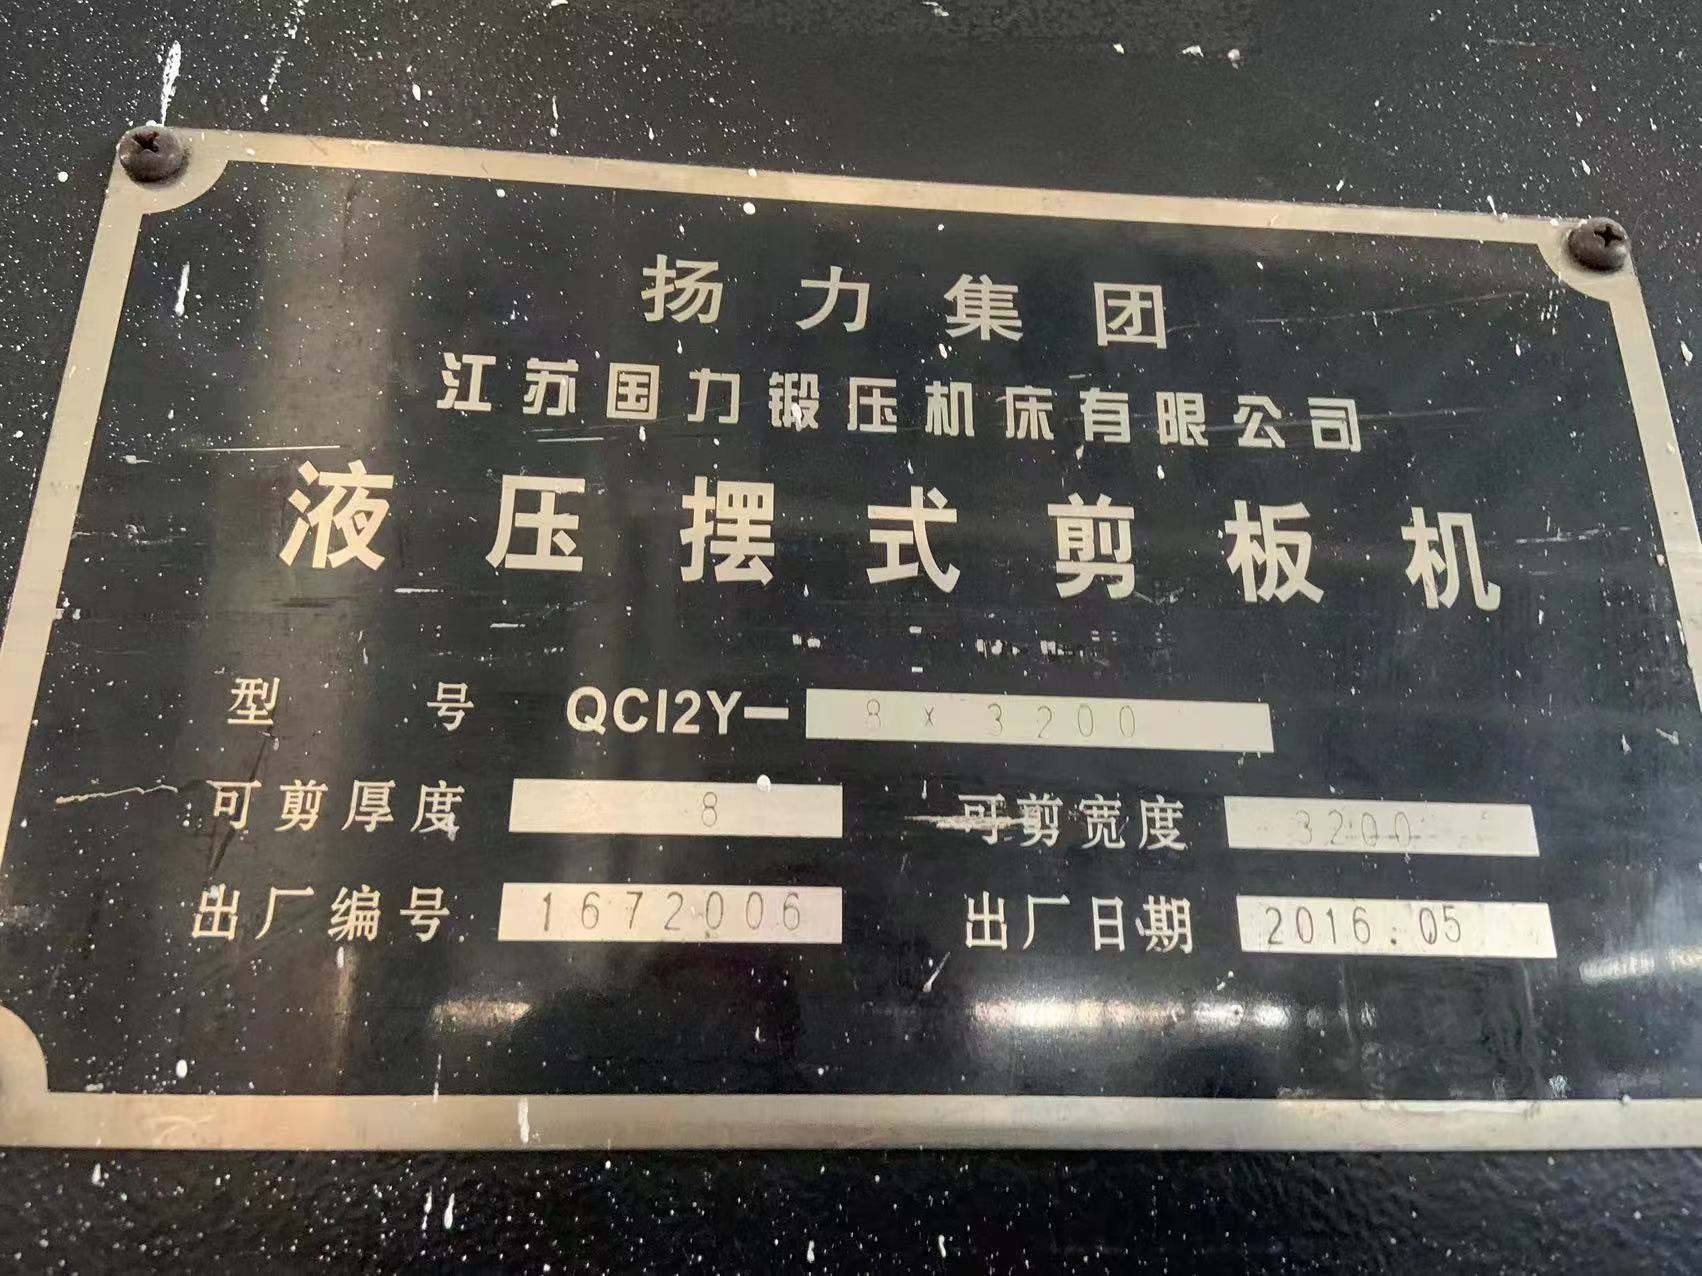 扬力集团
江苏国力锻压机床有限公司
液压摆式剪板机
型号 QC12Y-8×3200
可剪厚度 8 可剪宽度 3200
出厂编号 1672006 出厂日期 2016.05